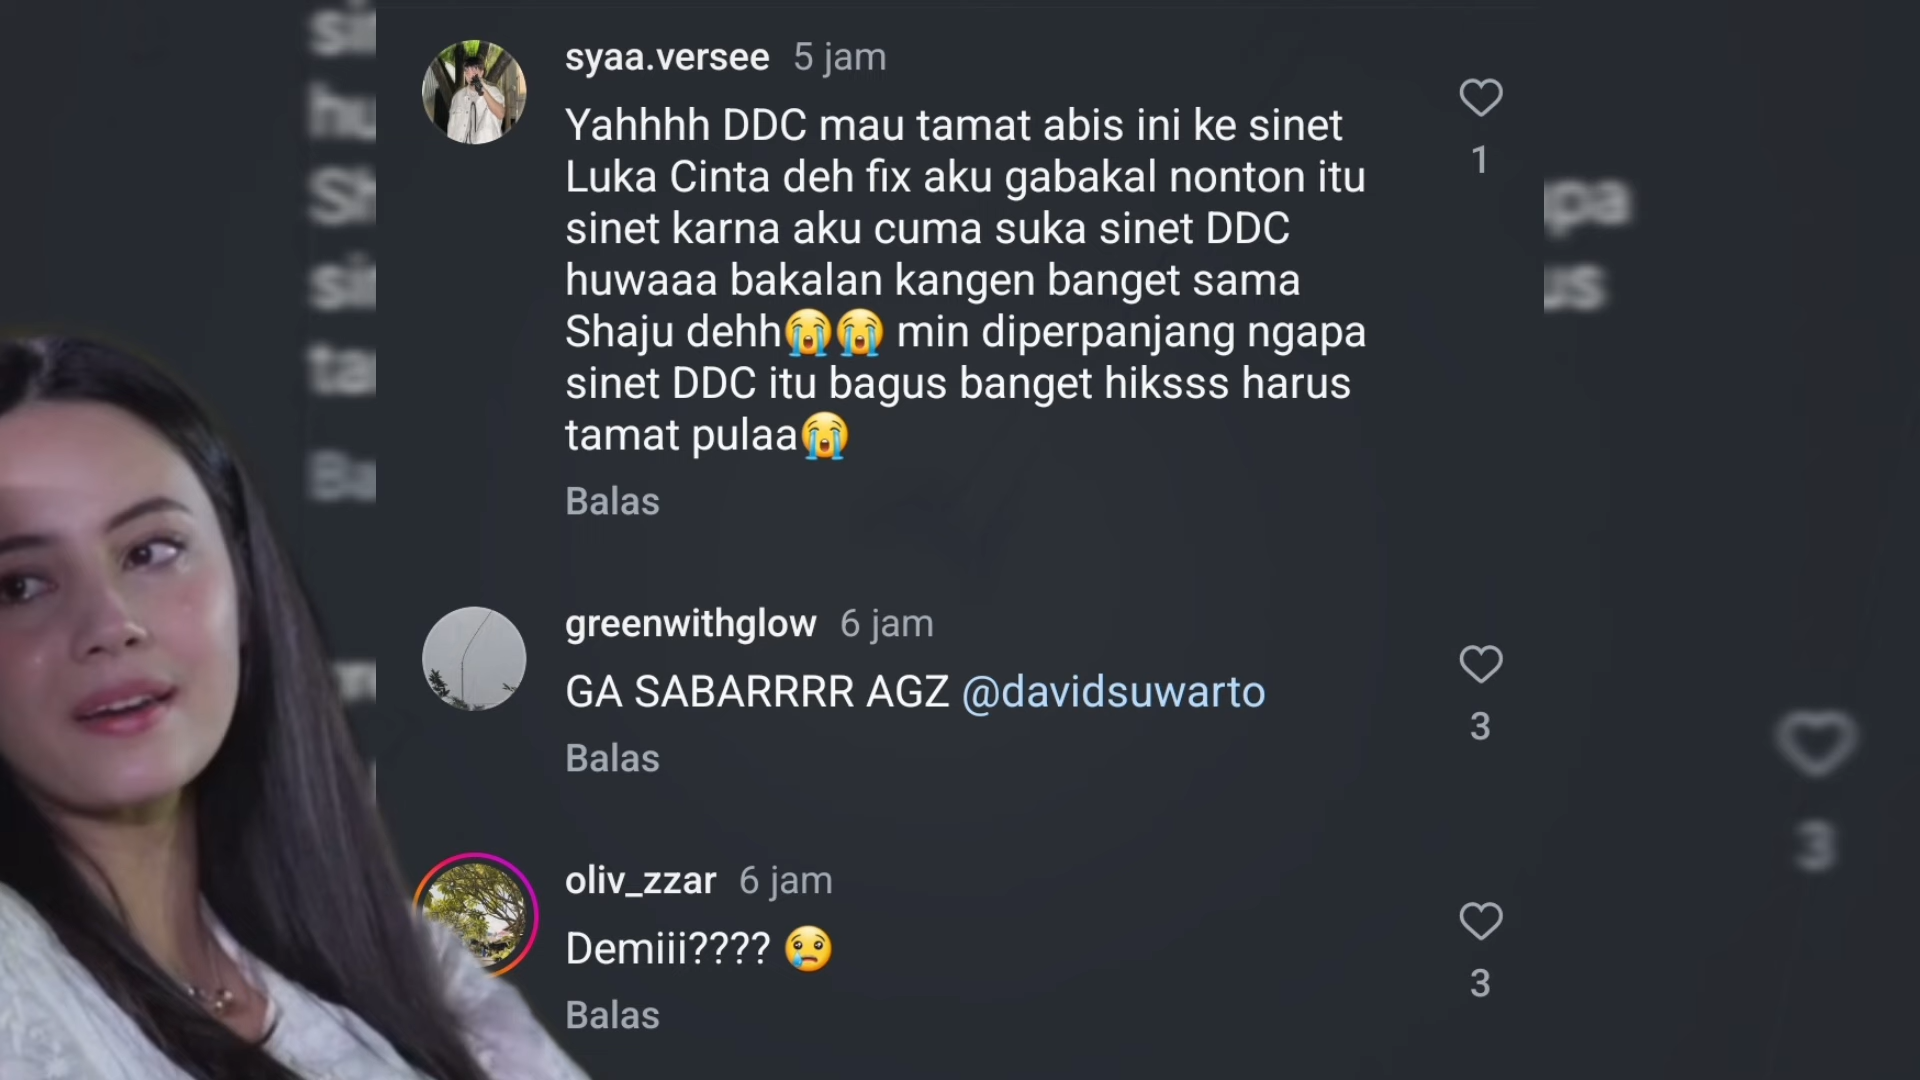 syaa.versee 5 jam
Yahhhh DDC mau tamat abis ini ke sinet
Luka Cinta deh fix aku gabakal nonton itu
sinet karna aku cuma suka sinet DDC
huwaaa bakalan kangen banget sama
Shaju dehh😭😭 min diperpanjang ngapa
sinet DDC itu bagus banget hiksss harus
tamat pulaa😭
1
Balas
greenwithglow 6 jam
GA SABARRRR AGZ @davidsuwarto
3
Balas
oliv_zzar 6 jam
Demiii???? 😢
3
Balas